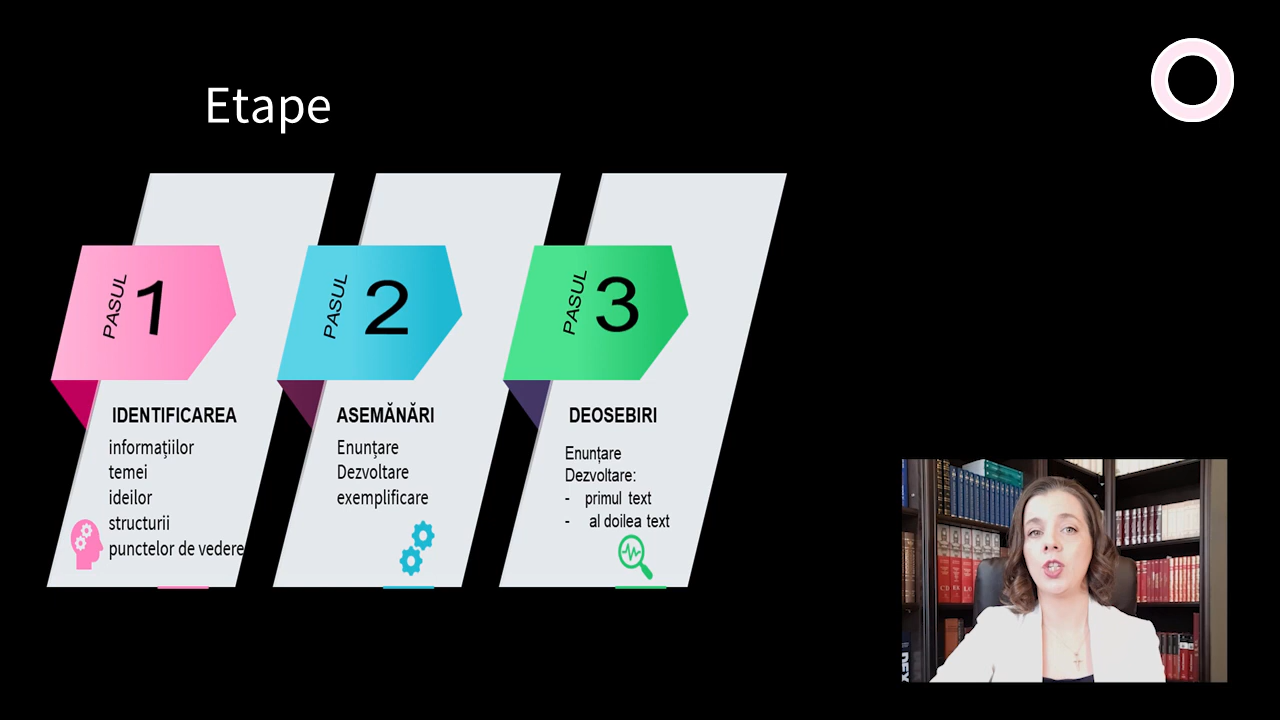 Etape
PASUL 1
IDENTIFICAREA
informațiilor
temei
ideilor
structurii
punctelor de vedere
PASUL 2
ASEMĂNĂRI
Enunțare
Dezvoltare
exemplificare
PASUL 3
DEOSEBIRI
Enunțare
Dezvoltare:
- primul text
- al doilea text
DEX